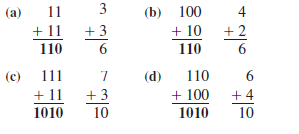 (a) 11 3 (b) 100 4
+ 11 + 3 + 10 + 2
110 6 110 6
(c) 111 7 (d) 110 6
+ 11 + 3 + 100 + 4
1010 10 1010 10